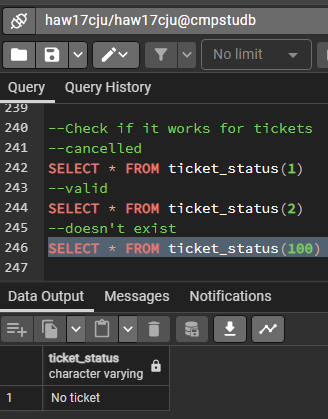 haw17cju/haw17cju@cmpstudb
No limit
Query Query History
239
240 --Check if it works for tickets
241 --cancelled
242 SELECT * FROM ticket_status(1)
243 --valid
244 SELECT * FROM ticket_status(2)
245 --doesn't exist
246 SELECT * FROM ticket_status(100)
247
Data Output Messages Notifications
ticket_status
character varying
1 No ticket